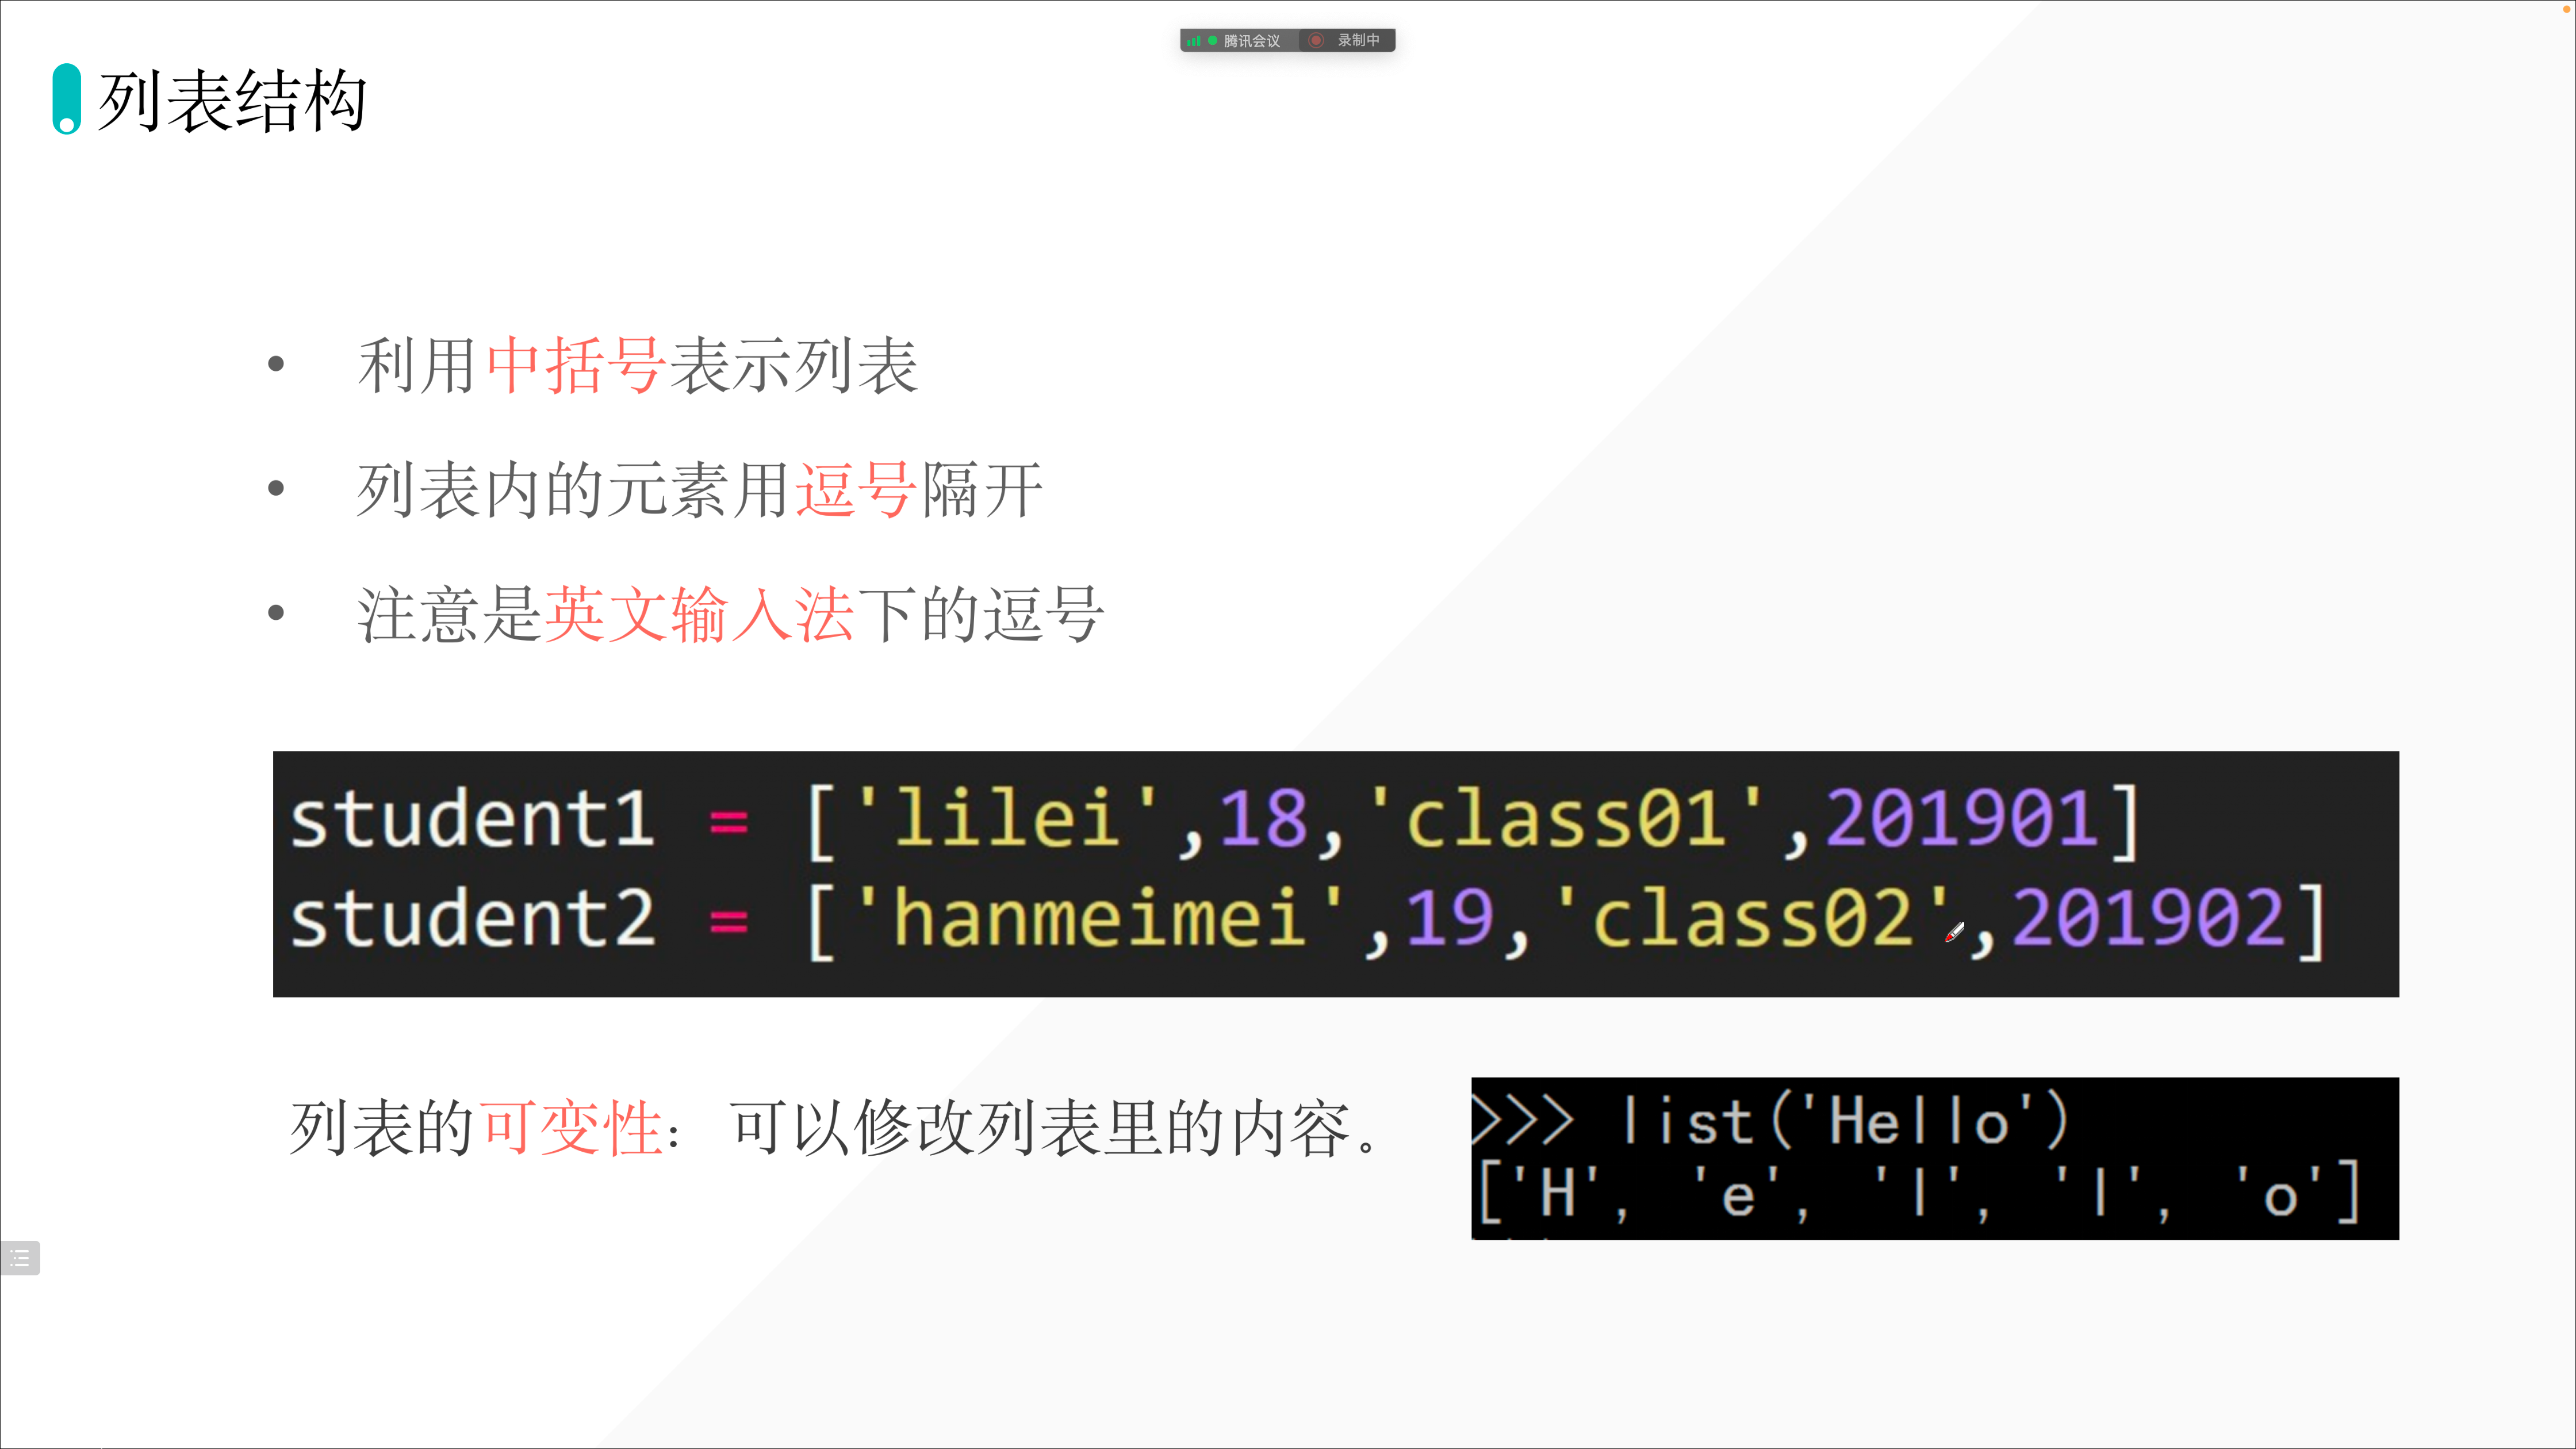 腾讯会议 录制中
列表结构
• 利用中括号表示列表
• 列表内的元素用逗号隔开
• 注意是英文输入法下的逗号
student1 = ['lilei',18,'class01',201901]
student2 = ['hanmeimei',19,'class02',201902]
列表的可变性： 可以修改列表里的内容。
>>> list('Hello')
['H', 'e', 'l', 'l', 'o']